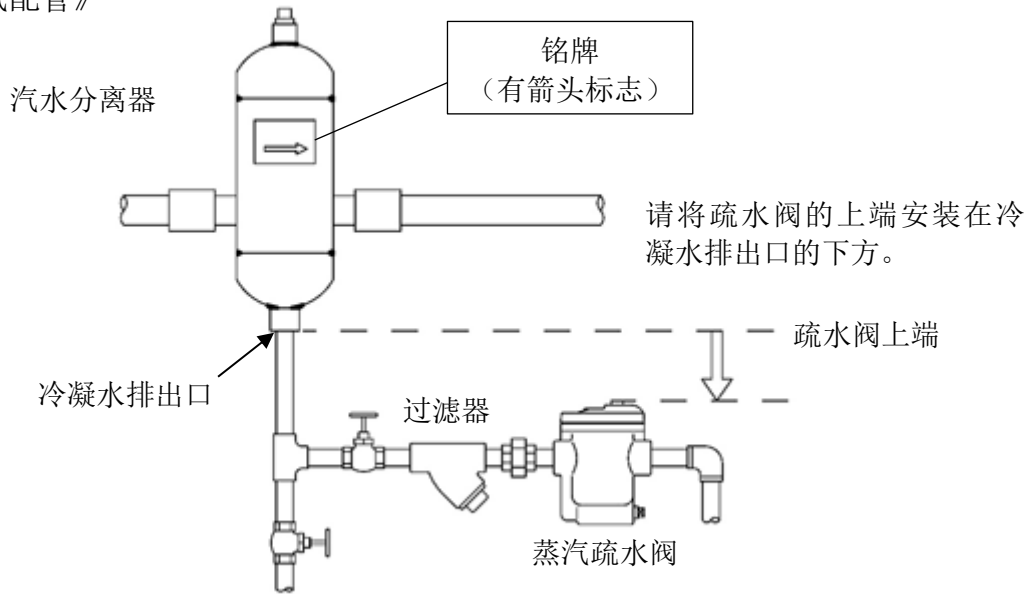 配管》
铭牌
（有箭头标志）
汽水分离器
请将疏水阀的上端安装在冷
凝水排出口的下方。
疏水阀上端
冷凝水排出口
过滤器
蒸汽疏水阀